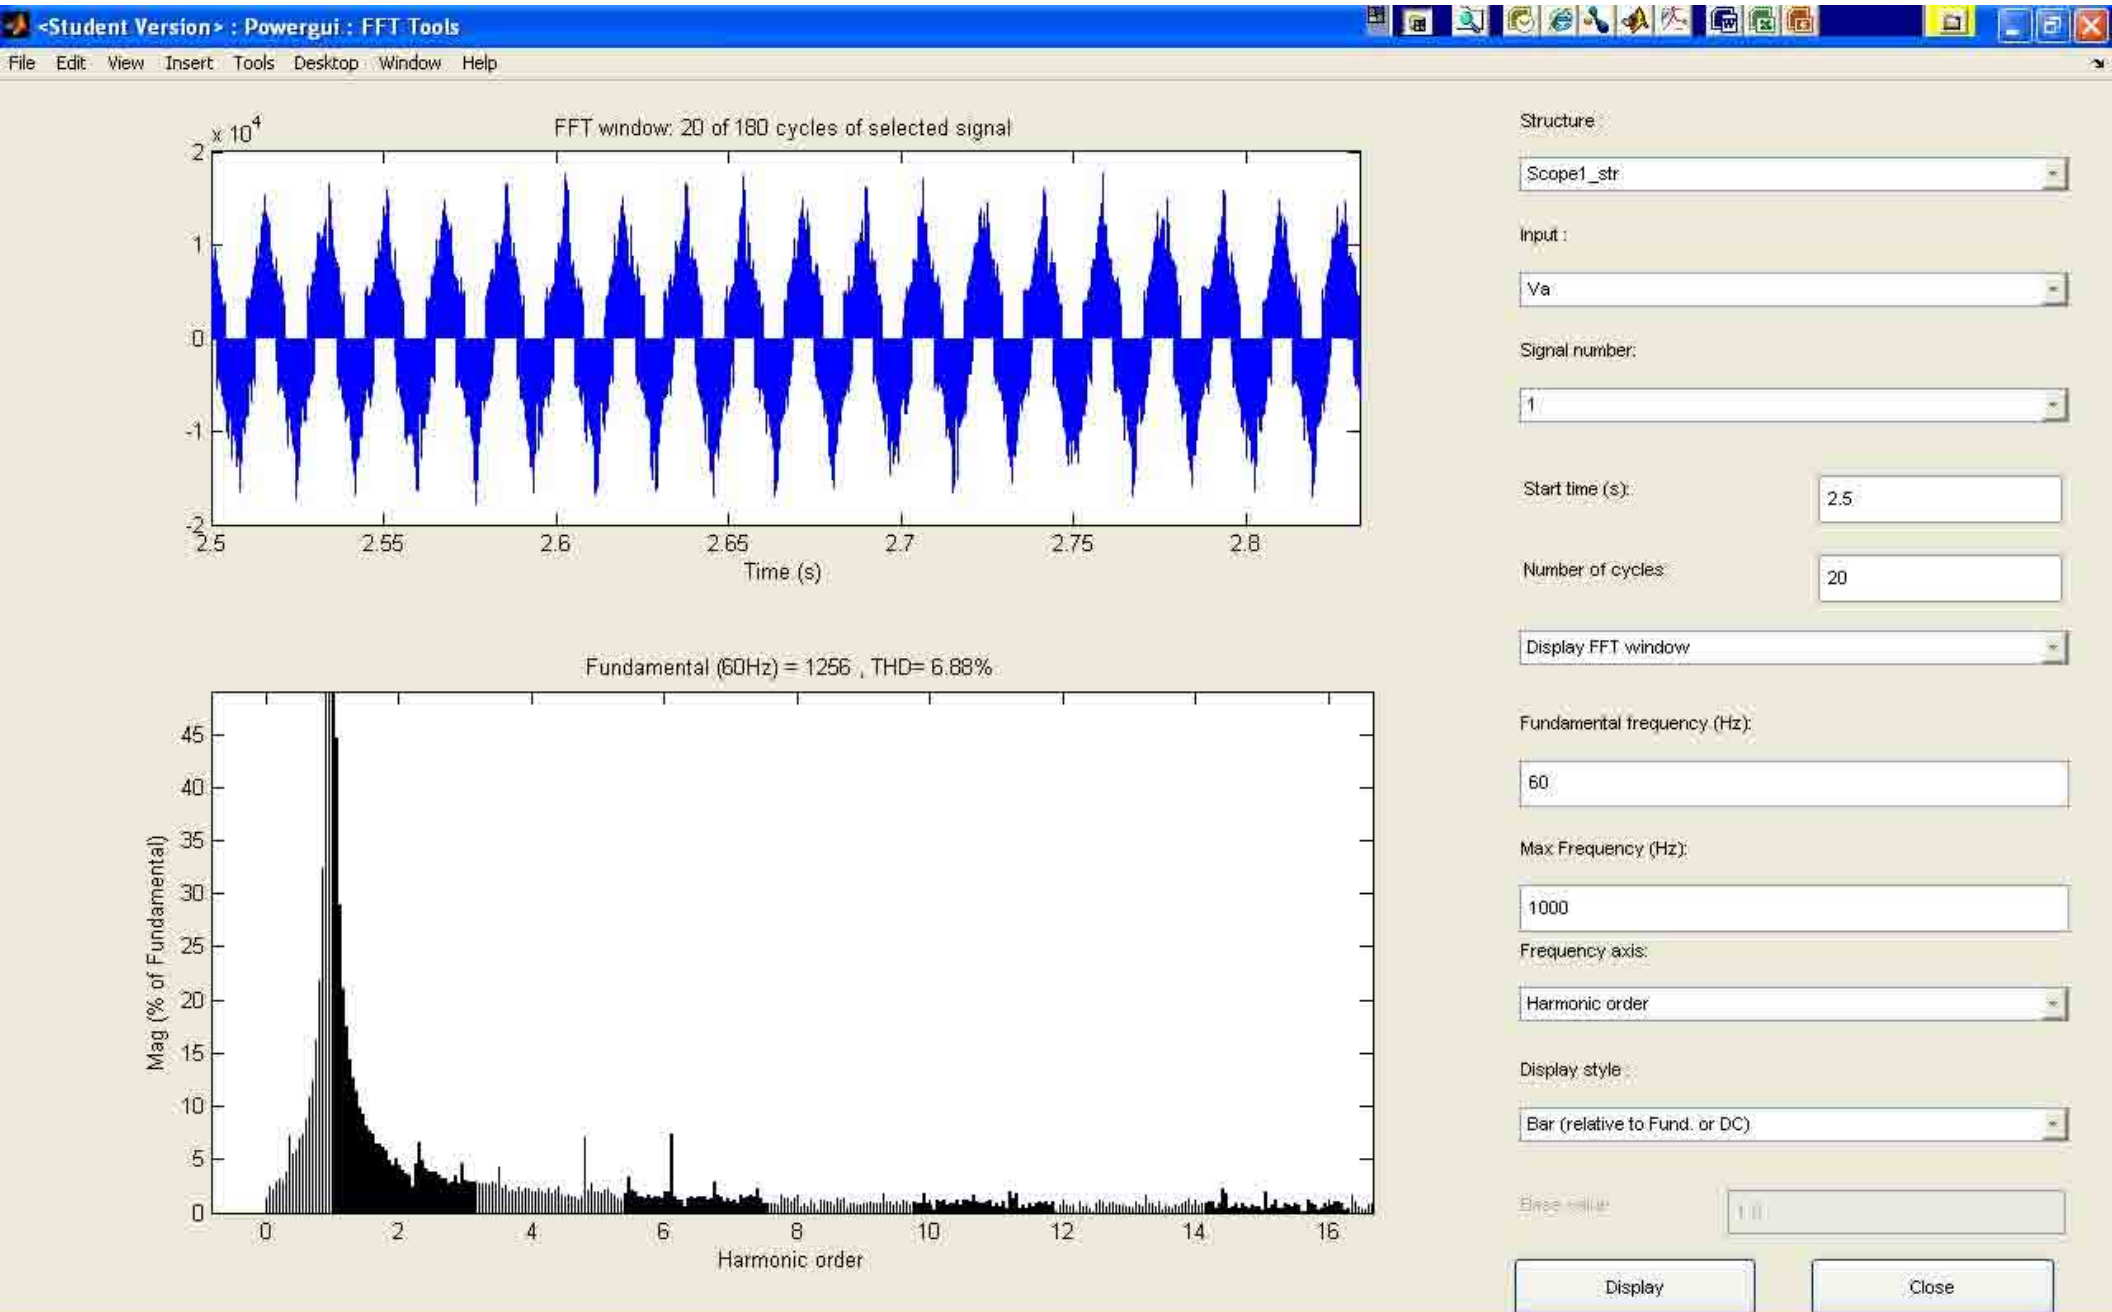 <Student Version> : Powergui : FFT Tools
File Edit View Insert Tools Desktop Window Help
x 10^4
FFT window: 20 of 180 cycles of selected signal
2
1
0
-1
-2
2.5 2.55 2.6 2.65 2.7 2.75 2.8
Time (s)
Fundamental (60Hz) = 1256 , THD= 6.88%
45
40
35
30
25
20
15
10
5
0
Mag (% of Fundamental)
0 2 4 6 8 10 12 14 16
Harmonic order
Structure :
Scope1_str
Input :
Va
Signal number:
1
Start time (s):
2.5
Number of cycles:
20
Display FFT window
Fundamental frequency (Hz):
60
Max Frequency (Hz):
1000
Frequency axis:
Harmonic order
Display style :
Bar (relative to Fund. or DC)
Base value:
1.0
Display
Close